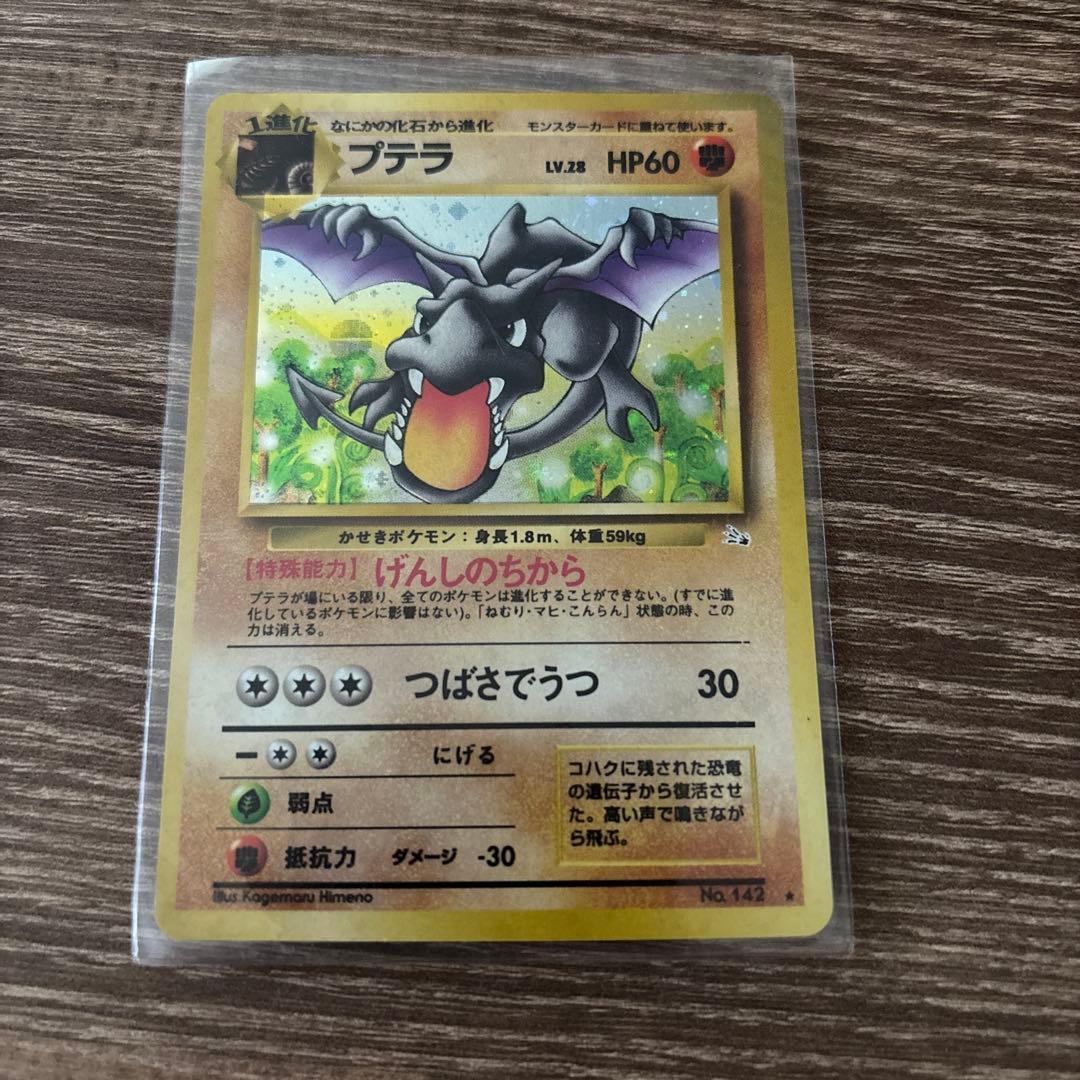 1進化 なにかの化石から進化 モンスターカードに重ねて使います。
プテラ LV.28 HP60
かせきポケモン：身長1.8m、体重59kg
［特殊能力］ げんしのちから
プテラが場にいる限り、全てのポケモンは進化することができない。(すでに進
化しているポケモンに影響はない)。「ねむり・マヒ・こんらん」状態の時、この
力は消える。
つばさでうつ 30
ー にげる
弱点
抵抗力 ダメージ -30
コハクに残された恐竜
の遺伝子から復活させ
た。高い声で鳴きなが
ら飛ぶ。
Illus Kagemaru Himeno
No. 142 ★